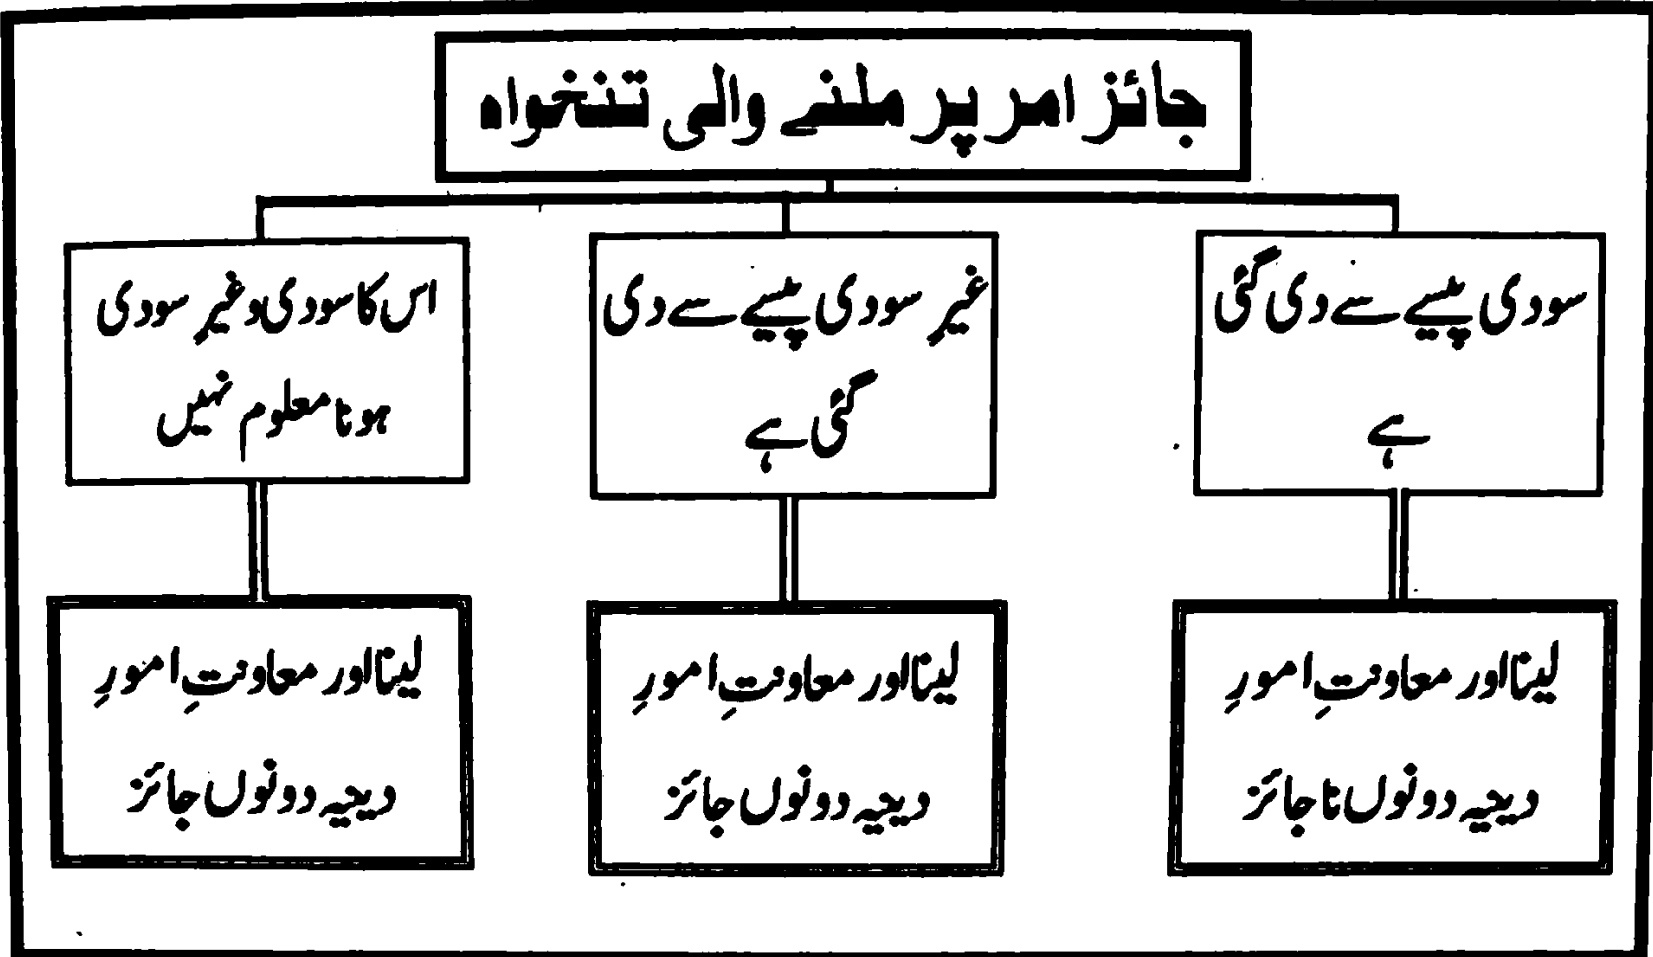 جائز امر پر ملنے والی تنخواہ
سودی پیسے سے دی گئی
ہے
غیرِ سودی پیسے سے دی
گئی ہے
اس کا سودی و غیرِ سودی
ہونا معلوم نہیں
لینا اور معاونتِ امورِ
دینیہ دونوں ناجائز
لینا اور معاونتِ امورِ
دینیہ دونوں جائز
لینا اور معاونتِ امورِ
دینیہ دونوں جائز